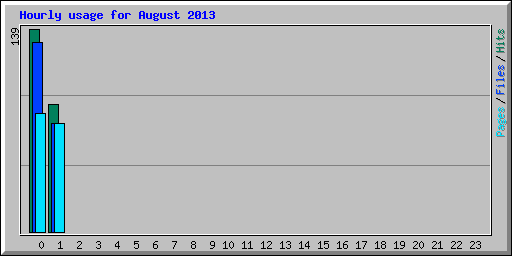 Hourly usage for August 2013
139
Pages/Files/Hits
0 1 2 3 4 5 6 7 8 9 10 11 12 13 14 15 16 17 18 19 20 21 22 23